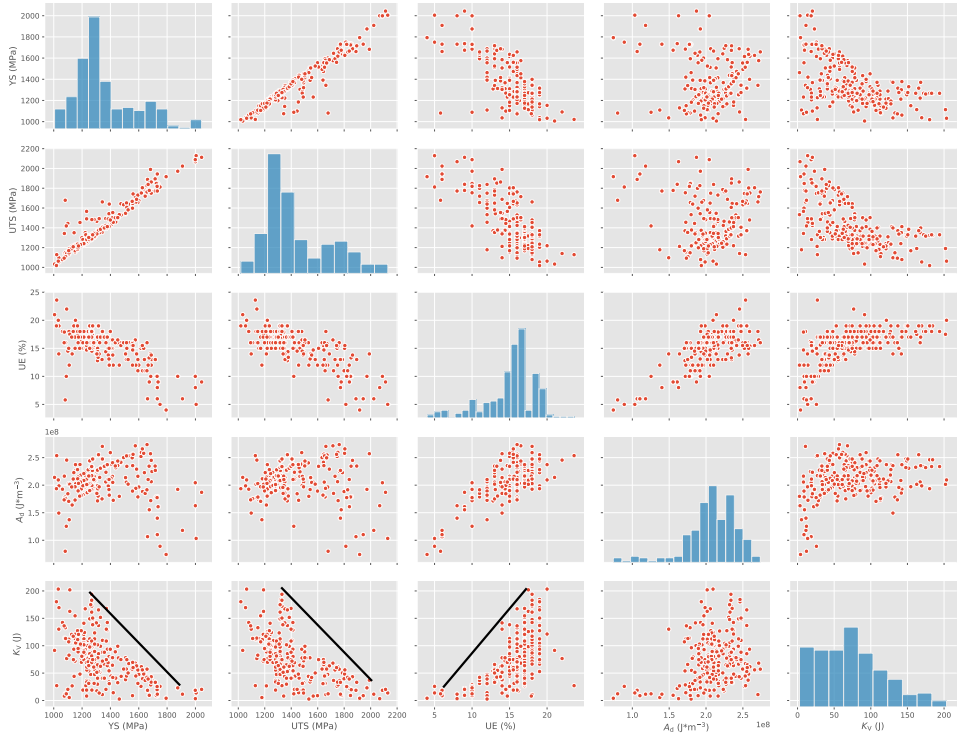 2000
1800
1600
1400
1200
1000
YS (MPa)
2200
2000
1800
1600
1400
1200
1000
UTS (MPa)
25
20
15
10
5
UE (%)
1e8
2.5
2.0
1.5
1.0
A_d (J*m⁻³)
200
150
100
50
0
K_V (J)
1000 1200 1400 1600 1800 2000
YS (MPa)
1000 1200 1400 1600 1800 2000 2200
UTS (MPa)
5 10 15 20
UE (%)
1.0 1.5 2.0 2.5
1e8
A_d (J*m⁻³)
0 50 100 150 200
K_V (J)